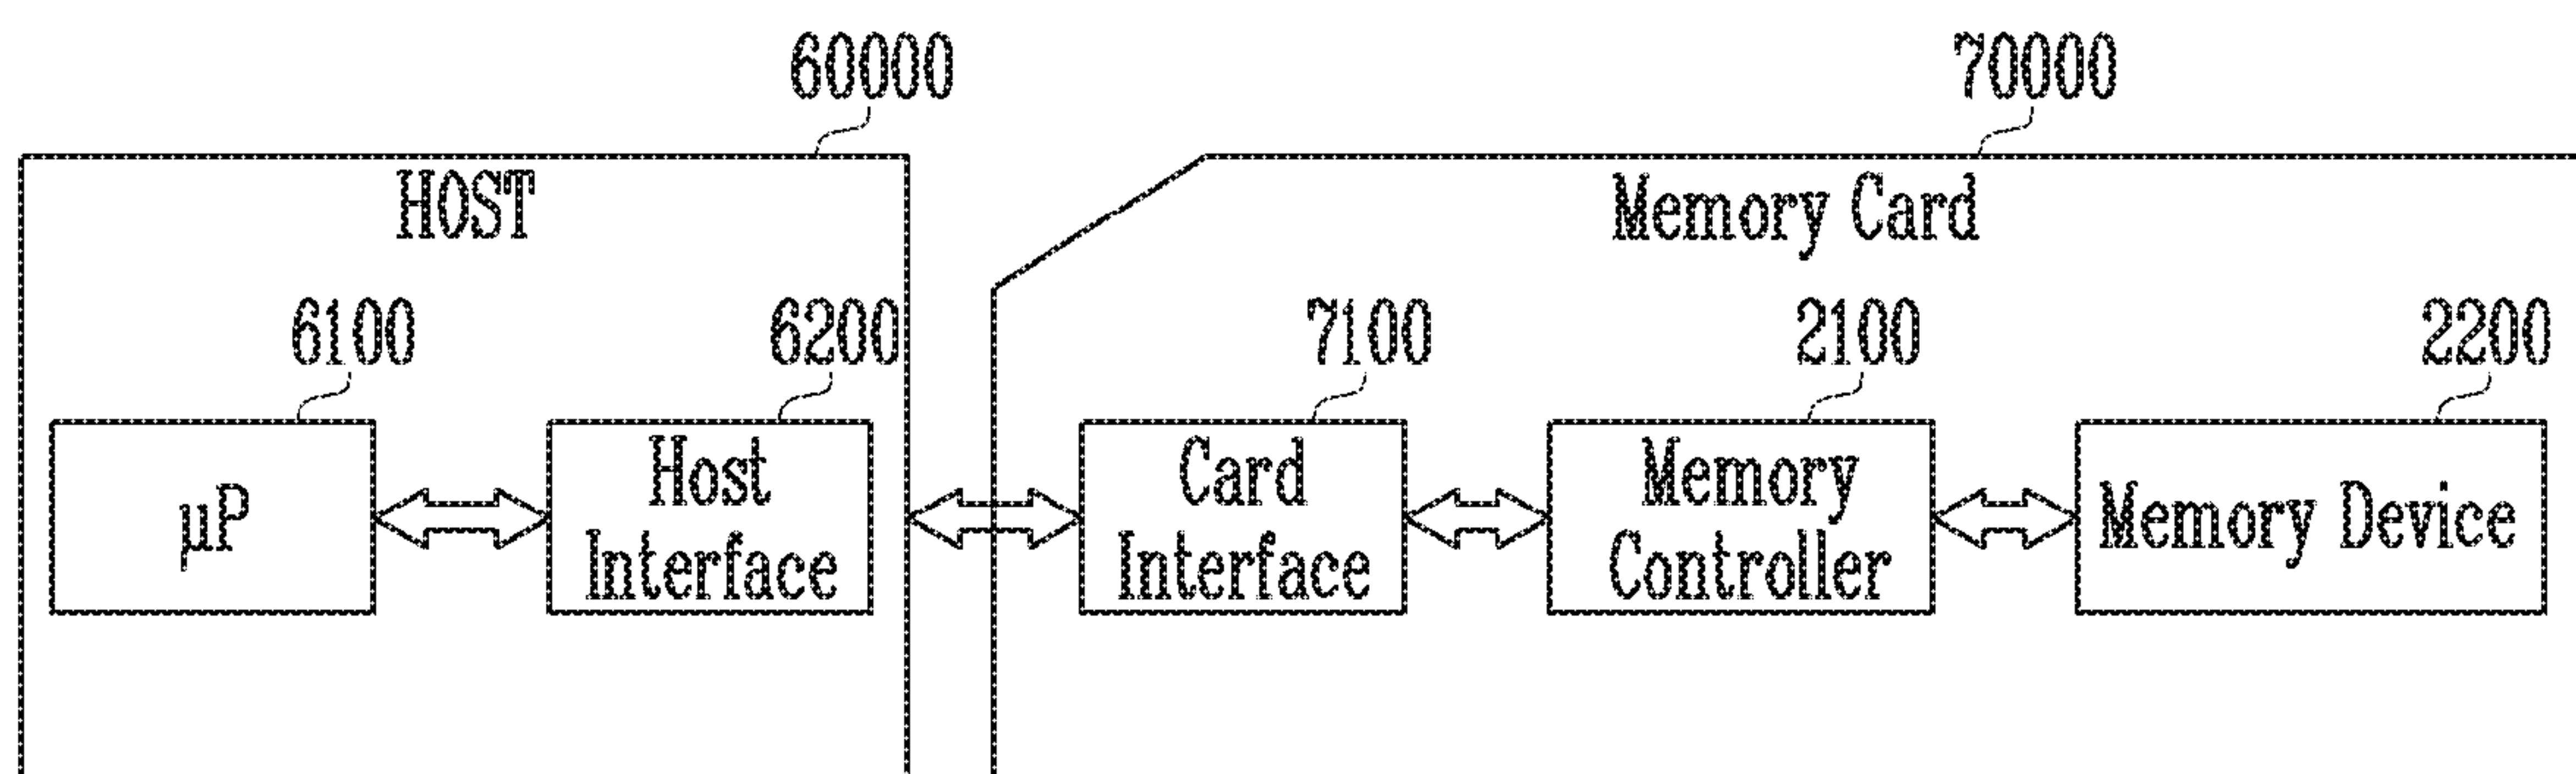 60000
70000
HOST
Memory Card
6100
6200
7100
2100
2200
µP
Host
Interface
Card
Interface
Memory
Controller
Memory Device